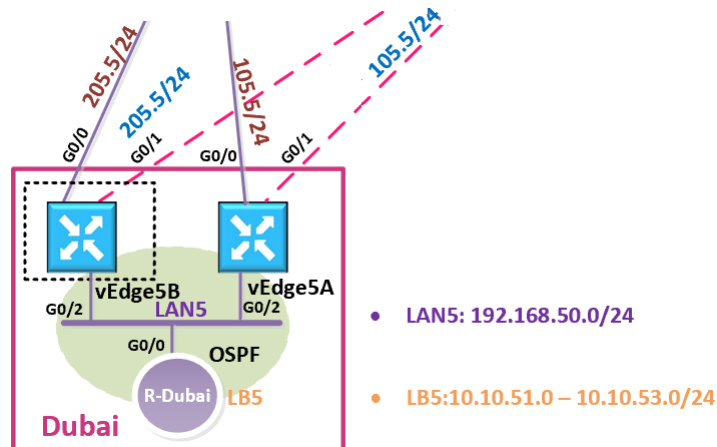 205.5/24
205.5/24
105.5/24
105.5/24
G0/0
G0/1
G0/0
G0/1
vEdge5B
vEdge5A
G0/2
LAN5
G0/2
G0/0
OSPF
R-Dubai
LB5
Dubai
• LAN5: 192.168.50.0/24
• LB5:10.10.51.0 – 10.10.53.0/24